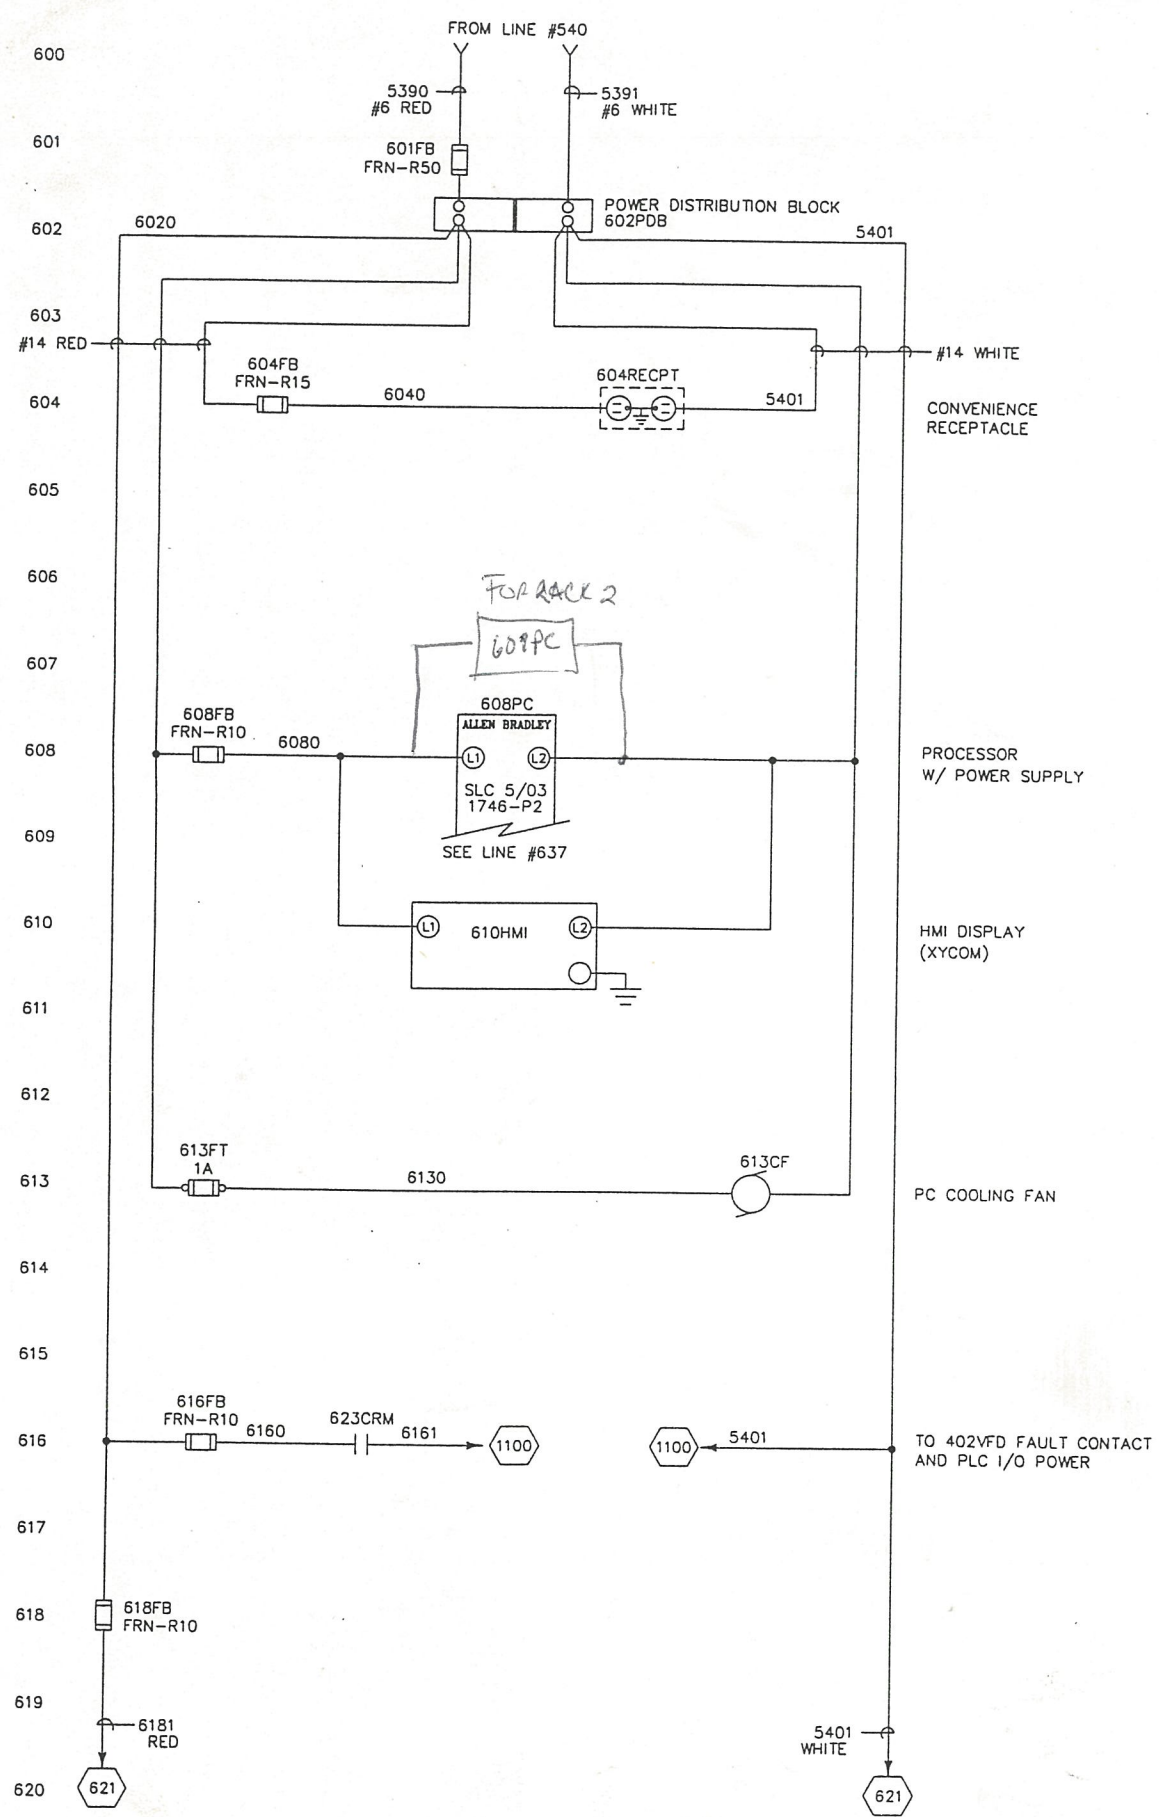 FROM LINE #540
600
5390
#6 RED
5391
#6 WHITE
601
601FB
FRN-R50
POWER DISTRIBUTION BLOCK
602PDB
602
6020
5401
603
#14 RED
#14 WHITE
604FB
FRN-R15
604RECPT
604
6040
5401
CONVENIENCE
RECEPTACLE
605
606
FOR RACK 2
607
609PC
608PC
ALLEN BRADLEY
608FB
FRN-R10
608
6080
L1
L2
PROCESSOR
W/ POWER SUPPLY
SLC 5/03
1746-P2
609
SEE LINE #637
610
L1
610HMI
L2
HMI DISPLAY
(XYCOM)
611
612
613FT
1A
613CF
613
6130
PC COOLING FAN
614
615
616FB
FRN-R10
623CRM
616
6160
6161
1100
1100
5401
TO 402VFD FAULT CONTACT
AND PLC I/O POWER
617
618
618FB
FRN-R10
619
6181
RED
5401
WHITE
620
621
621